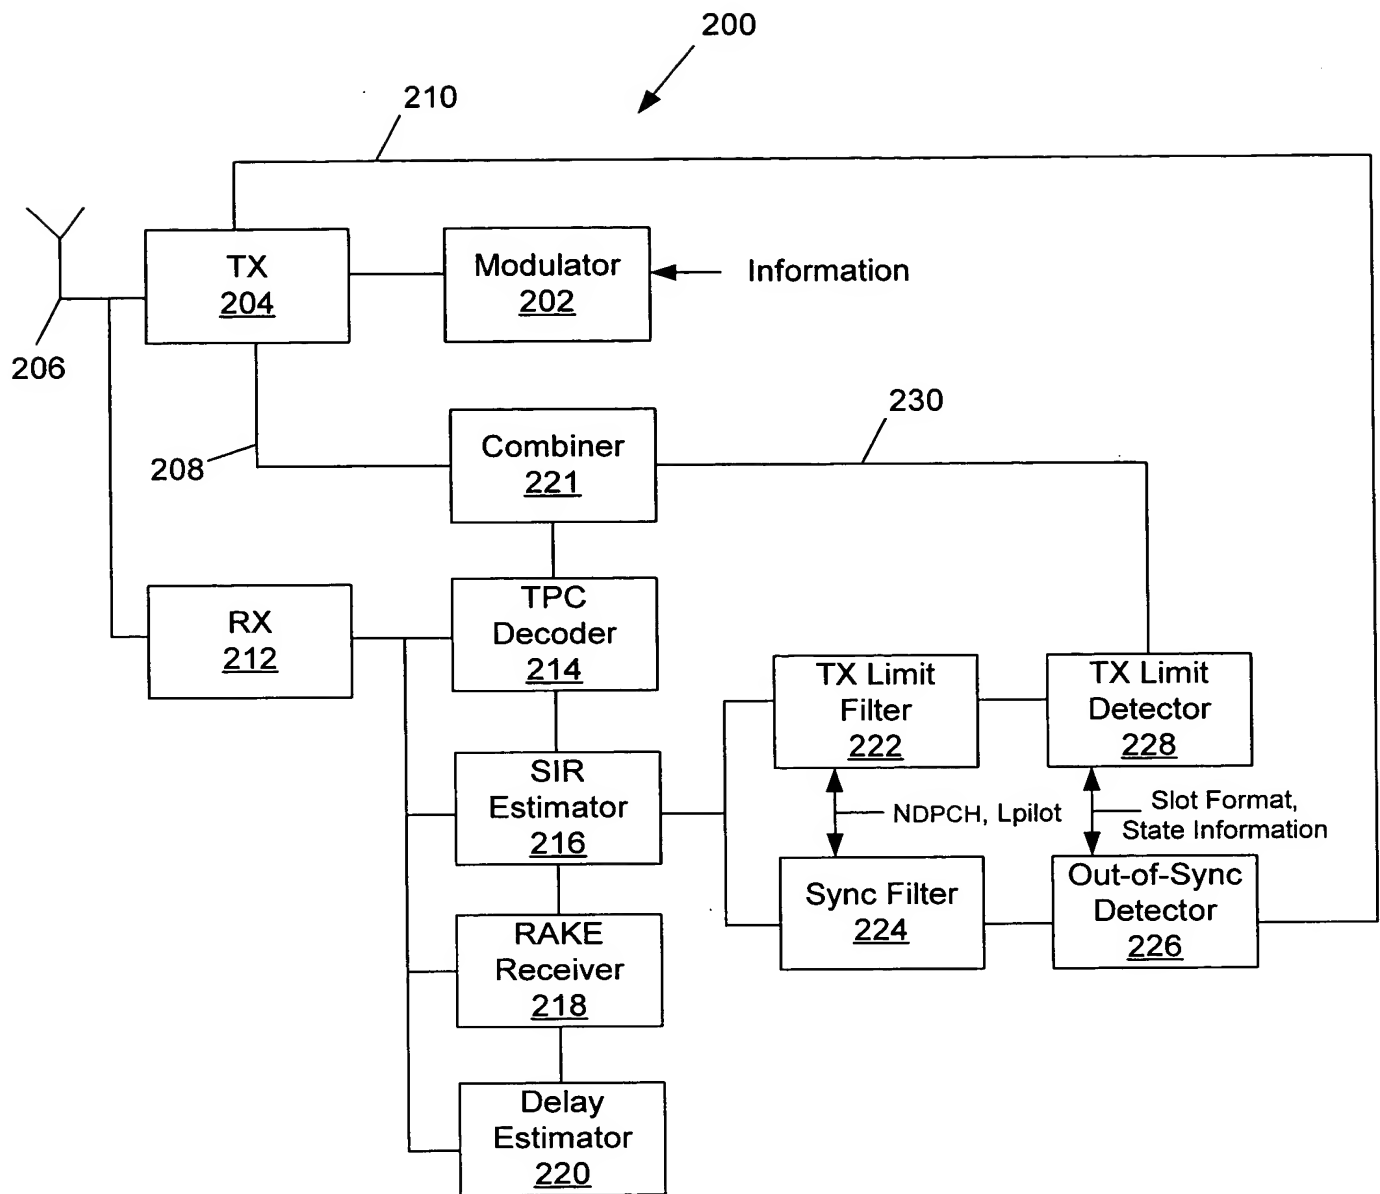 200
210
TX
204
Modulator
202
Information
206
208
Combiner
221
230
RX
212
TPC
Decoder
214
TX Limit
Filter
222
TX Limit
Detector
228
SIR
Estimator
216
NDPCH, Lpilot
Slot Format,
State Information
Sync Filter
224
Out-of-Sync
Detector
226
RAKE
Receiver
218
Delay
Estimator
220